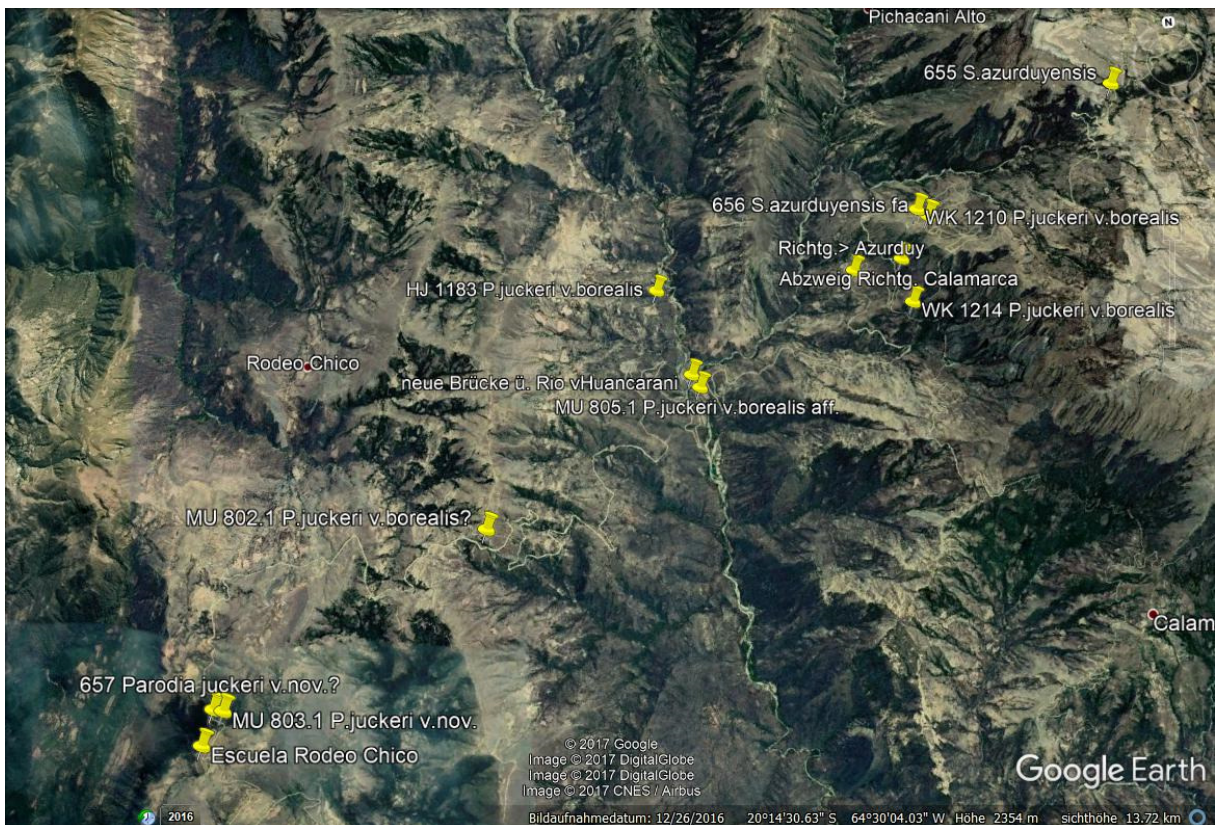 Pichacani Alto
N
655 S.azurduyensis
656 S.azurduyensis fa
WK 1210 P.juckeri v.borealis
Richtg.> Azurduy
Abzweig Richtg. Calamarca
HJ 1183 P.juckeri v.borealis
WK 1214 P.juckeri v.borealis
Rodeo Chico
neue Brücke ü. Rio vHuancarani
MU 805.1 P.juckeri v.borealis aff.
MU 802.1 P.juckeri v.borealis?
Calam
657 Parodia juckeri v.nov.?
MU 803.1 P.juckeri v.nov.
Escuela Rodeo Chico
© 2017 Google
Image © 2017 DigitalGlobe
Image © 2017 DigitalGlobe
Image © 2017 CNES / Airbus
Google Earth
2016
Bildaufnahmedatum: 12/26/2016 20°14'30.63" S 64°30'04.03" W Höhe 2354 m sichthöhe 13.72 km